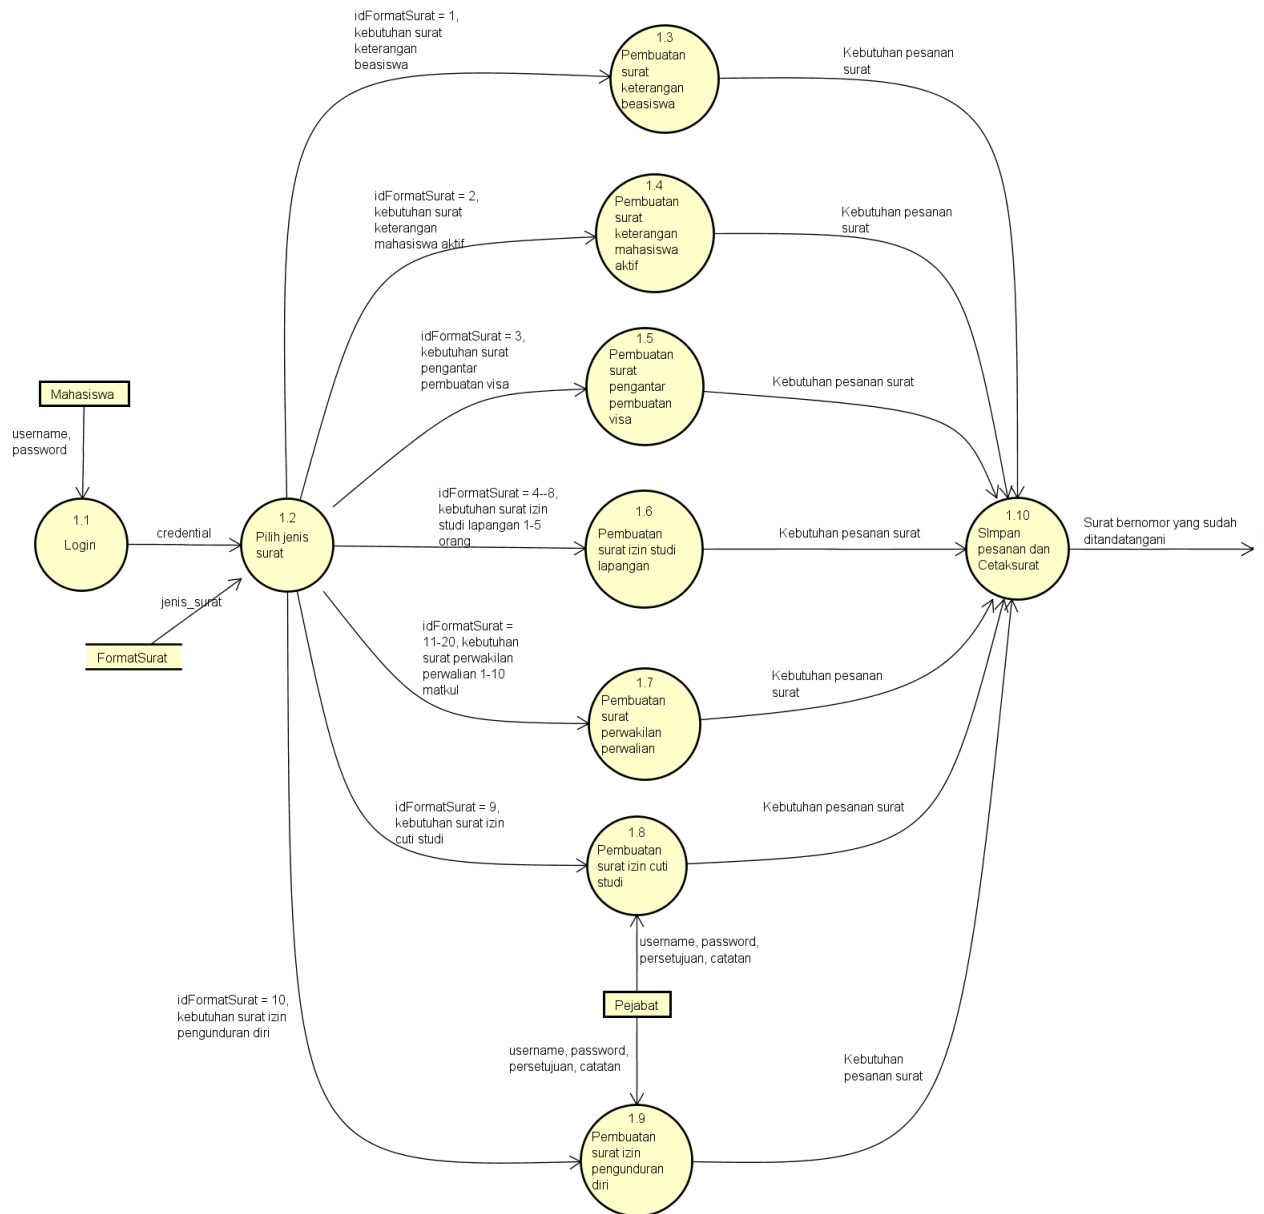 idFormatSurat = 1,
kebutuhan surat
keterangan
beasiswa
1.3
Pembuatan
surat
keterangan
beasiswa
Kebutuhan pesanan
surat
idFormatSurat = 2,
kebutuhan surat
keterangan
mahasiswa aktif
1.4
Pembuatan
surat
keterangan
mahasiswa
aktif
Kebutuhan pesanan
surat
idFormatSurat = 3,
kebutuhan surat
pengantar
pembuatan visa
1.5
Pembuatan
surat
pengantar
pembuatan
visa
Kebutuhan pesanan surat
Mahasiswa
username,
password
1.1
Login
credential
1.2
Pilih jenis
surat
jenis_surat
FormatSurat
idFormatSurat = 4--8,
kebutuhan surat izin
studi lapangan 1-5
orang
1.6
Pembuatan
surat izin studi
lapangan
Kebutuhan pesanan surat
1.10
SImpan
pesanan dan
Cetaksurat
Surat bernomor yang sudah
ditandatangani
idFormatSurat =
11-20, kebutuhan
surat perwakilan
perwalian 1-10
matkul
1.7
Pembuatan
surat
perwakilan
perwalian
Kebutuhan pesanan
surat
idFormatSurat = 9,
kebutuhan surat izin
cuti studi
1.8
Pembuatan
surat izin cuti
studi
Kebutuhan pesanan surat
username, password,
persetujuan, catatan
Pejabat
username, password,
persetujuan, catatan
idFormatSurat = 10,
kebutuhan surat izin
pengunduran diri
1.9
Pembuatan
surat izin
pengunduran
diri
Kebutuhan
pesanan surat